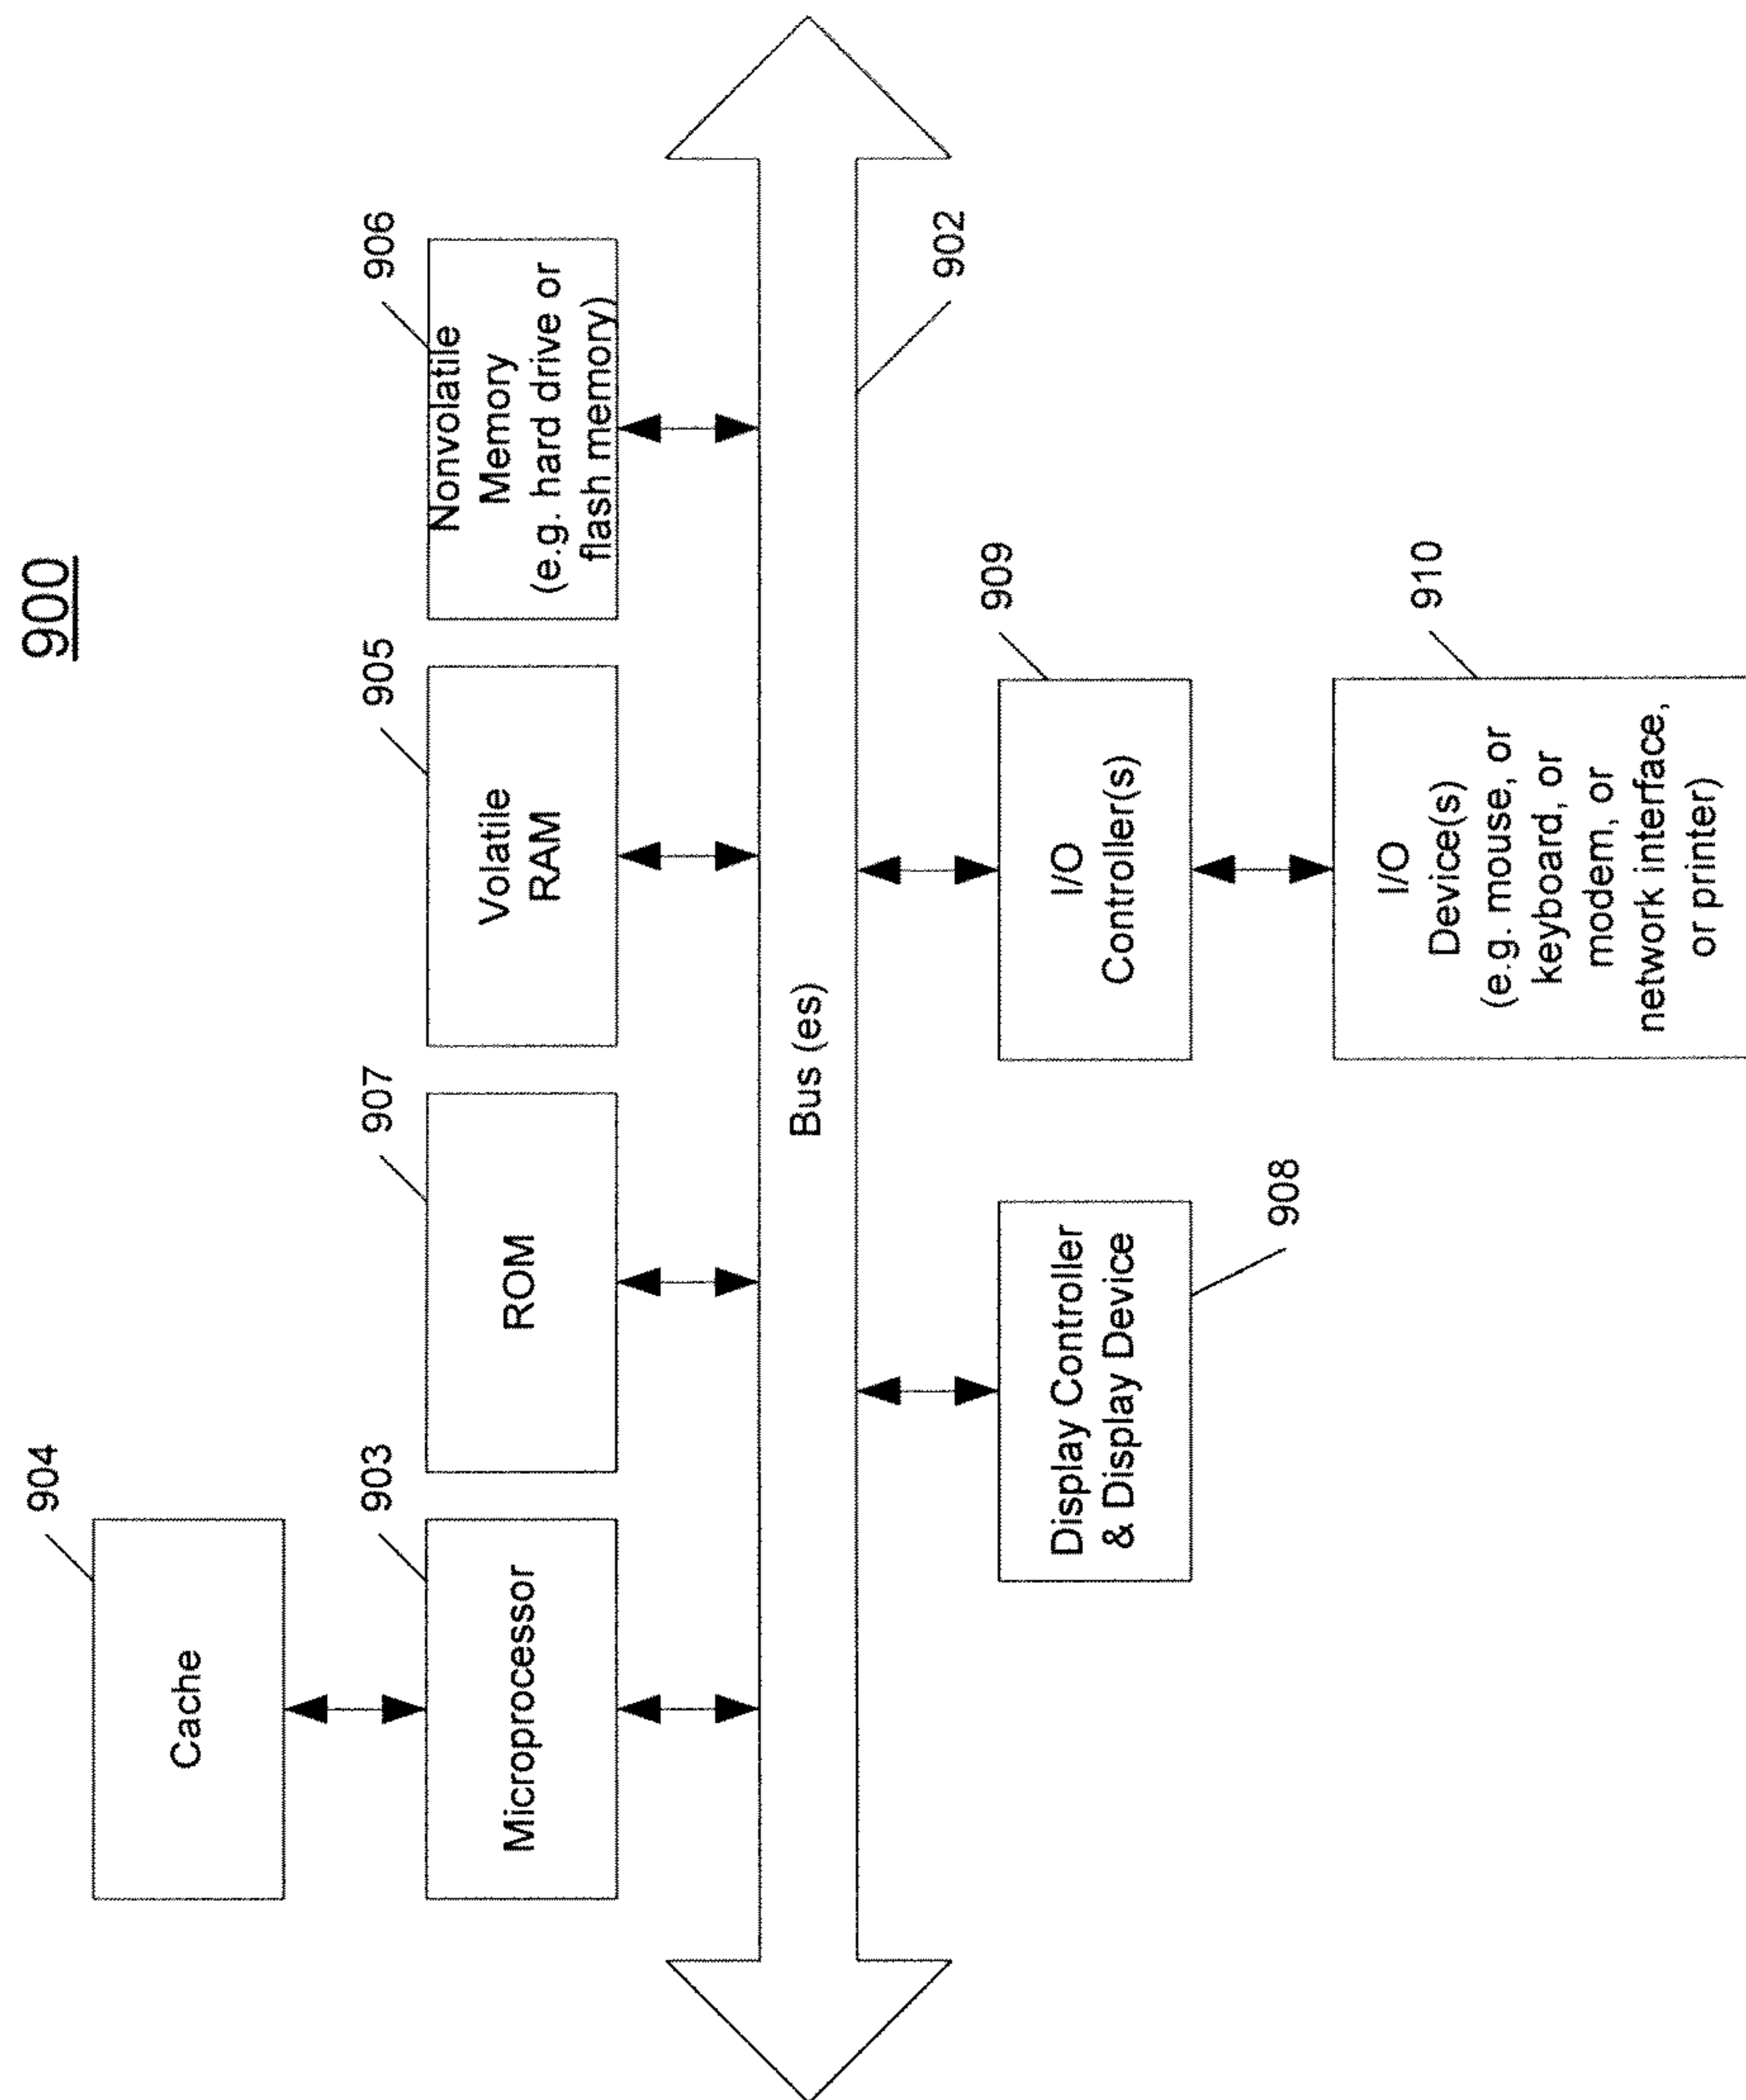 900
904
Cache
903
Microprocessor
907
ROM
905
Volatile
RAM
906
Nonvolatile
Memory
(e.g. hard drive or
flash memory)
Bus (es)
902
908
Display Controller
& Display Device
909
I/O
Controller(s)
910
I/O
Device(s)
(e.g. mouse, or
keyboard, or
modem, or
network interface,
or printer)